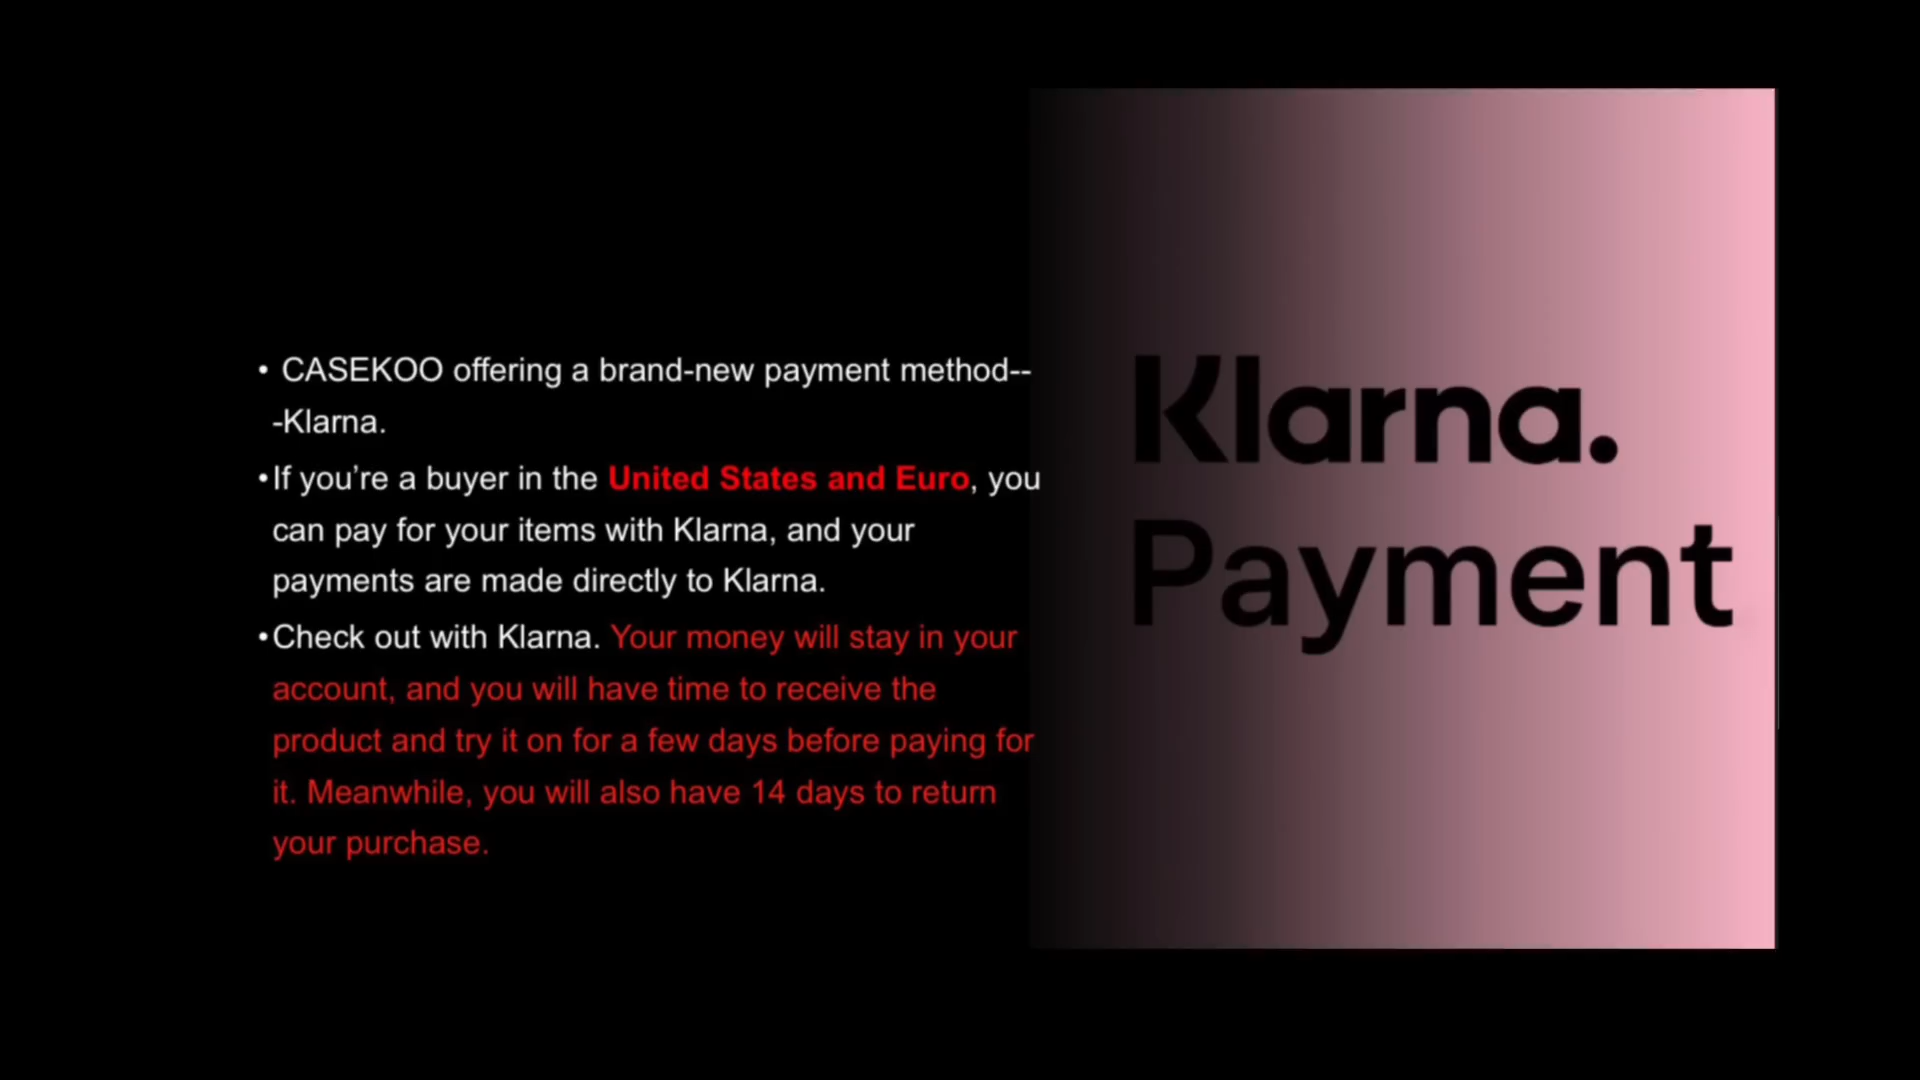 • CASEKOO offering a brand-new payment method--
-Klarna.
•If you’re a buyer in the United States and Euro, you
can pay for your items with Klarna, and your
payments are made directly to Klarna.
•Check out with Klarna. Your money will stay in your
account, and you will have time to receive the
product and try it on for a few days before paying for
it. Meanwhile, you will also have 14 days to return
your purchase.
Klarna.
Payment